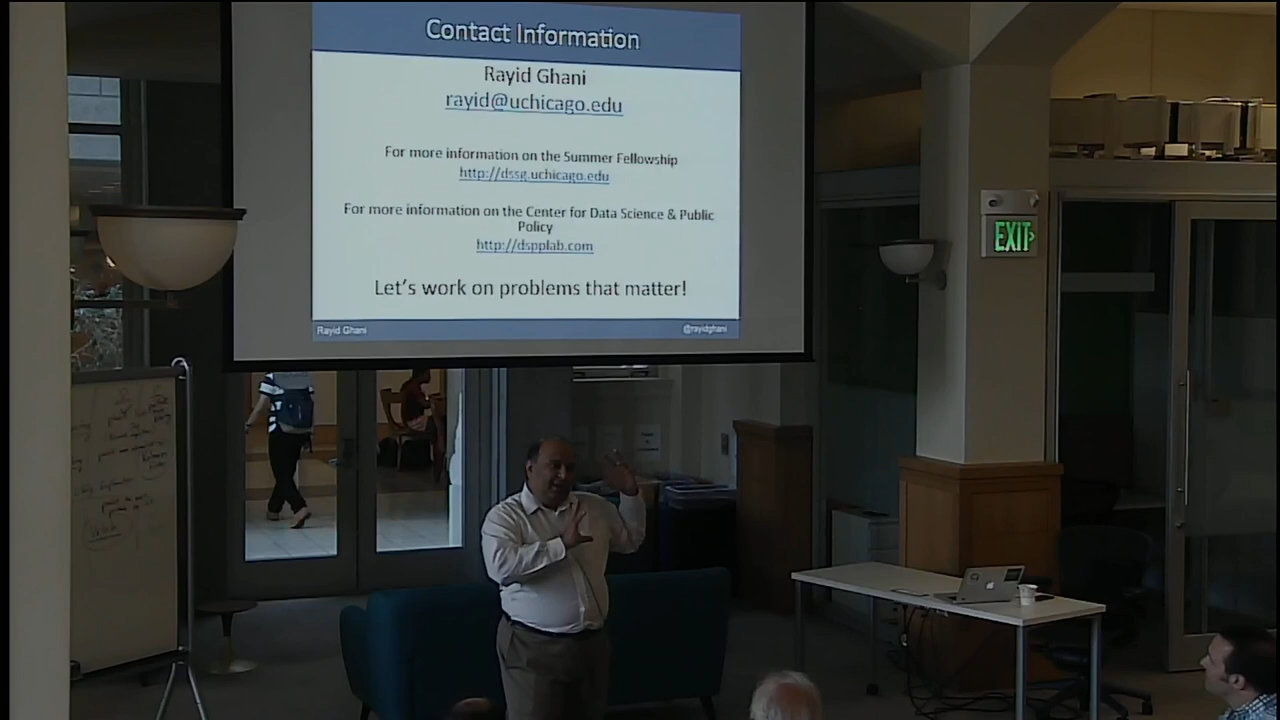 Contact Information
Rayid Ghani
rayid@uchicago.edu
For more information on the Summer Fellowship
http://dssg.uchicago.edu
For more information on the Center for Data Science & Public
Policy
http://dspplab.com
Let's work on problems that matter!
Rayid Ghani
@rayidghani
EXIT